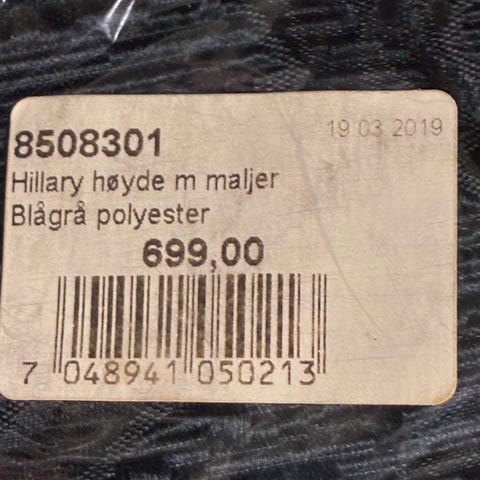 19.03.2019
8508301
Hillary høyde m maljer
Blågrå polyester
699,00
7 048941 050213